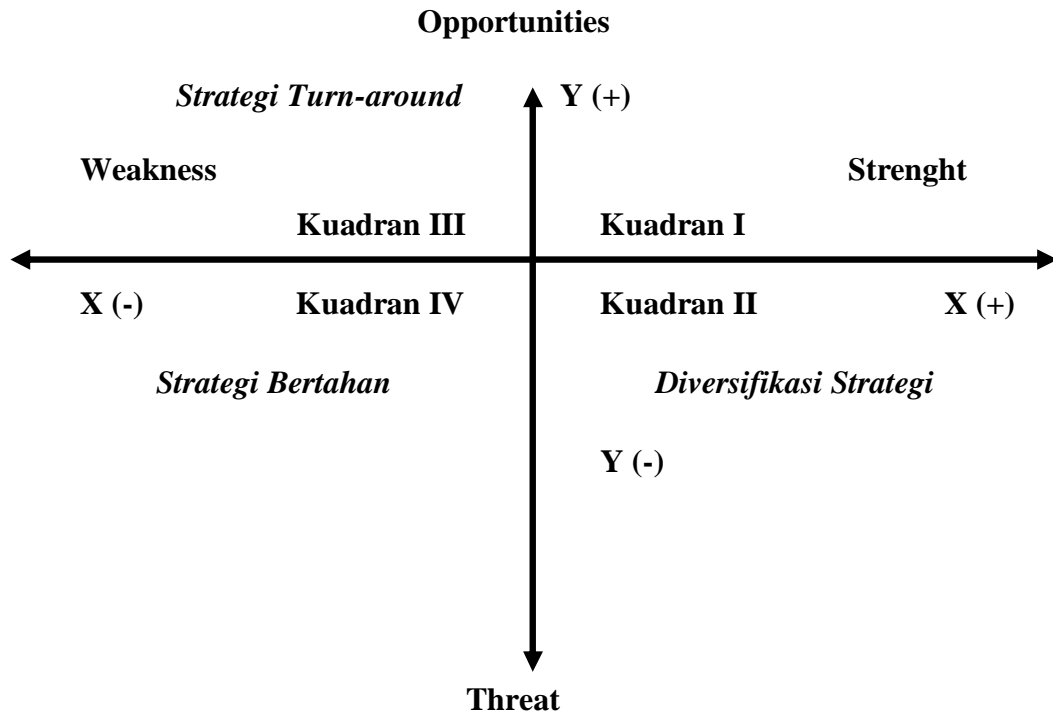 Opportunities
Strategi Turn-around Y (+)
Weakness Strenght
Kuadran III Kuadran I
X (-) Kuadran IV Kuadran II X (+)
Strategi Bertahan Diversifikasi Strategi
Y (-)
Threat